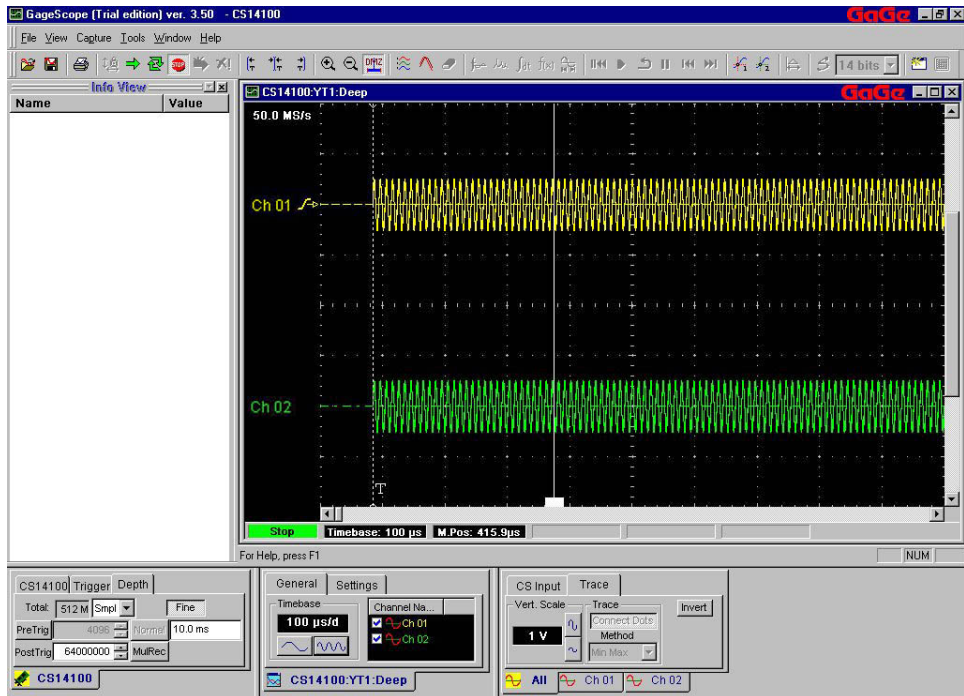 GageScope (Trial edition) ver. 3.50 - CS14100 GaGe
File View Capture Tools Window Help
STOP DMZ 14 bits
Info View
Name Value
CS14100:YT1:Deep GaGe
50.0 MS/s
Ch 01
Ch 02
T
Stop Timebase: 100 µs M.Pos: 415.9µs
For Help, press F1 NUM
CS14100 Trigger Depth
Total: 512 M Smpl Fine
PreTrig 4096 Normal 10.0 ms
PostTrig 64000000 MulRec
CS14100
General Settings
Timebase Channel Na...
100 µs/d Ch 01
Ch 02
CS14100:YT1:Deep
CS Input Trace
Vert. Scale Trace Invert
1 V Connect Dots
Method
Min Max
All Ch 01 Ch 02